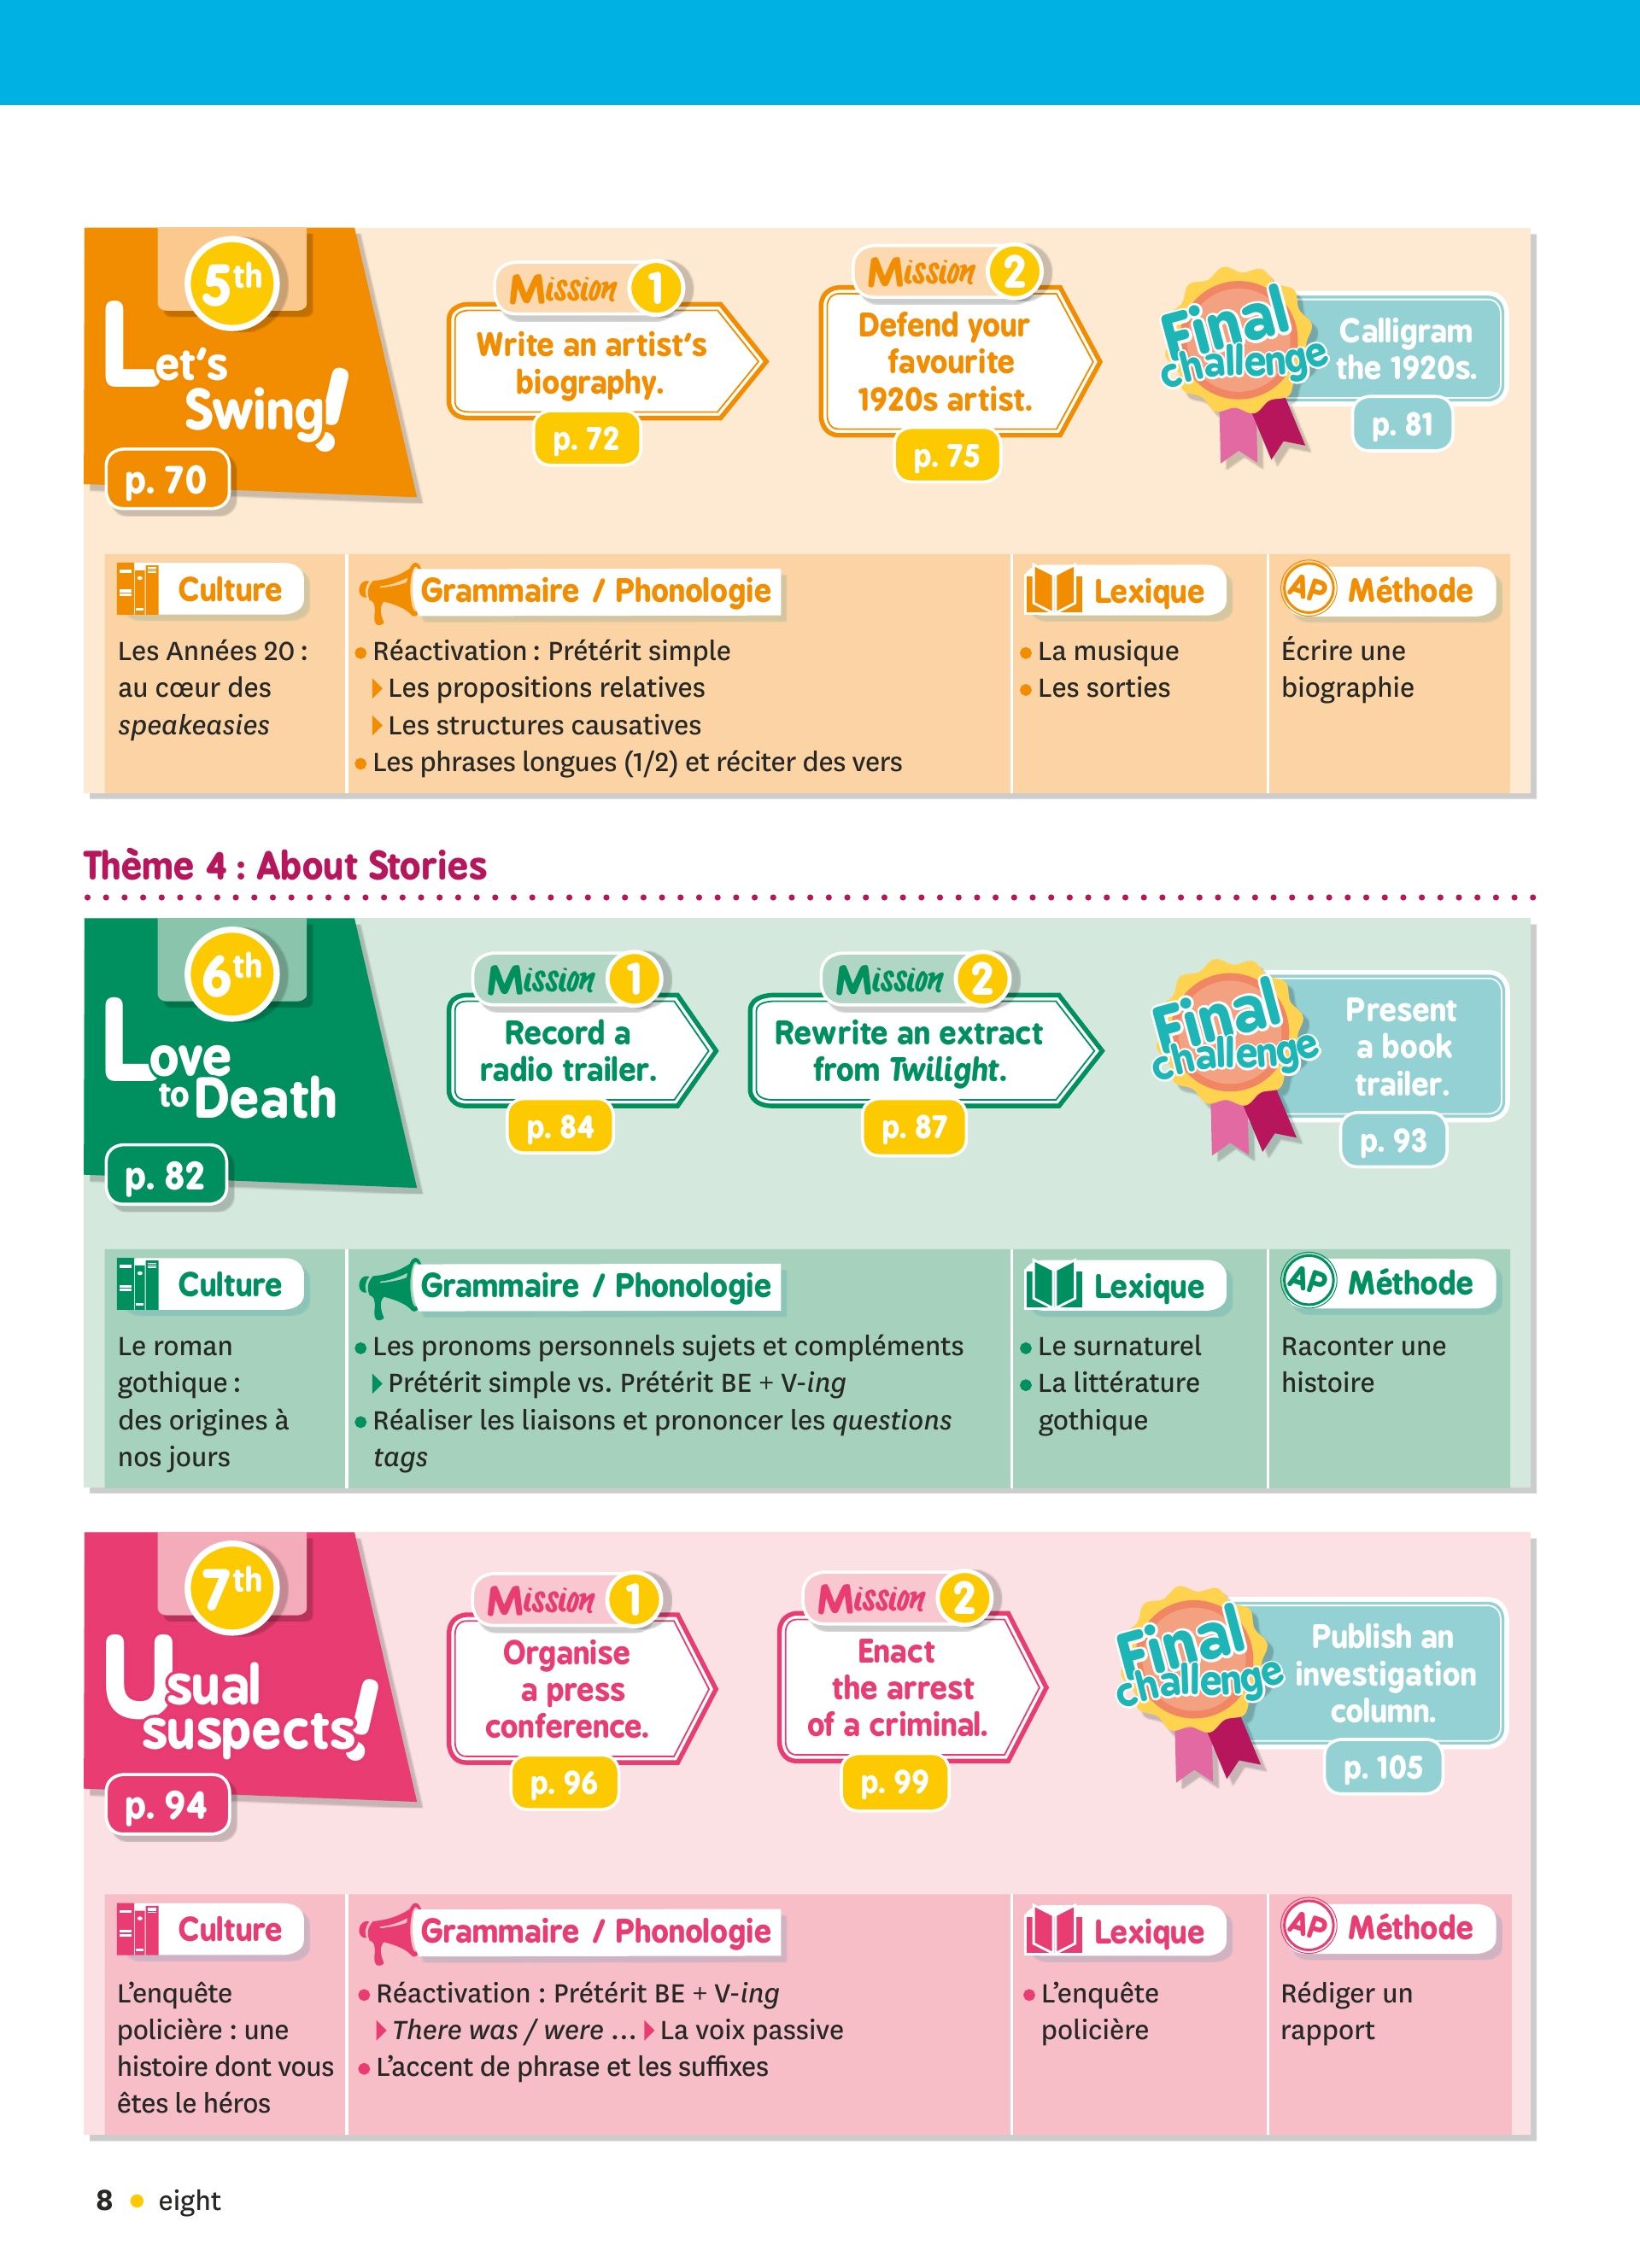 5th
Let's
Swing!
p. 70
Mission 1
Write an artist's
biography.
p. 72
Mission 2
Defend your
favourite
1920s artist.
p. 75
Final
challenge
Calligram
the 1920s.
p. 81
Culture
Les Années 20 :
au cœur des
speakeasies
Grammaire / Phonologie
• Réactivation : Prétérit simple
▶ Les propositions relatives
▶ Les structures causatives
• Les phrases longues (1/2) et réciter des vers
Lexique
• La musique
• Les sorties
AP Méthode
Écrire une
biographie
Thème 4 : About Stories
6th
Love
to Death
p. 82
Mission 1
Record a
radio trailer.
p. 84
Mission 2
Rewrite an extract
from Twilight.
p. 87
Final
challenge
Present
a book
trailer.
p. 93
Culture
Le roman
gothique :
des origines à
nos jours
Grammaire / Phonologie
• Les pronoms personnels sujets et compléments
▶ Prétérit simple vs. Prétérit BE + V-ing
• Réaliser les liaisons et prononcer les questions
tags
Lexique
• Le surnaturel
• La littérature
gothique
AP Méthode
Raconter une
histoire
7th
Usual
suspects!
p. 94
Mission 1
Organise
a press
conference.
p. 96
Mission 2
Enact
the arrest
of a criminal.
p. 99
Final
challenge
Publish an
investigation
column.
p. 105
Culture
L'enquête
policière : une
histoire dont vous
êtes le héros
Grammaire / Phonologie
• Réactivation : Prétérit BE + V-ing
▶ There was / were ... ▶ La voix passive
• L'accent de phrase et les suffixes
Lexique
• L'enquête
policière
AP Méthode
Rédiger un
rapport
8 • eight